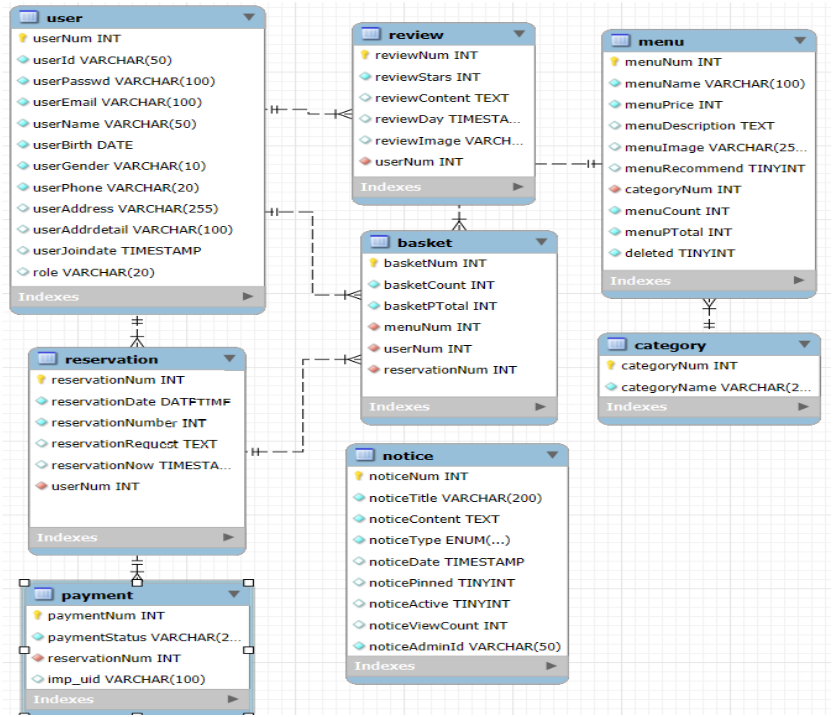 user
userNum INT
userId VARCHAR(50)
userPasswd VARCHAR(100)
userEmail VARCHAR(100)
userName VARCHAR(50)
userBirth DATE
userGender VARCHAR(10)
userPhone VARCHAR(20)
userAddress VARCHAR(255)
userAddrdetail VARCHAR(100)
userJoindate TIMESTAMP
role VARCHAR(20)
Indexes
review
reviewNum INT
reviewStars INT
reviewContent TEXT
reviewDay TIMESTA...
reviewImage VARCH...
userNum INT
Indexes
menu
menuNum INT
menuName VARCHAR(100)
menuPrice INT
menuDescription TEXT
menuImage VARCHAR(25...
menuRecommend TINYINT
categoryNum INT
menuCount INT
menuPTotal INT
deleted TINYINT
Indexes
basket
basketNum INT
basketCount INT
basketPTotal INT
menuNum INT
userNum INT
reservationNum INT
Indexes
category
categoryNum INT
categoryName VARCHAR(2...
Indexes
reservation
reservationNum INT
reservationDate DATETIME
reservationNumber INT
reservationRequest TEXT
reservationNow TIMESTA...
userNum INT
Indexes
notice
noticeNum INT
noticeTitle VARCHAR(200)
noticeContent TEXT
noticeType ENUM(...)
noticeDate TIMESTAMP
noticePinned TINYINT
noticeActive TINYINT
noticeViewCount INT
noticeAdminId VARCHAR(50)
Indexes
payment
paymentNum INT
paymentStatus VARCHAR(2...
reservationNum INT
imp_uid VARCHAR(100)
Indexes